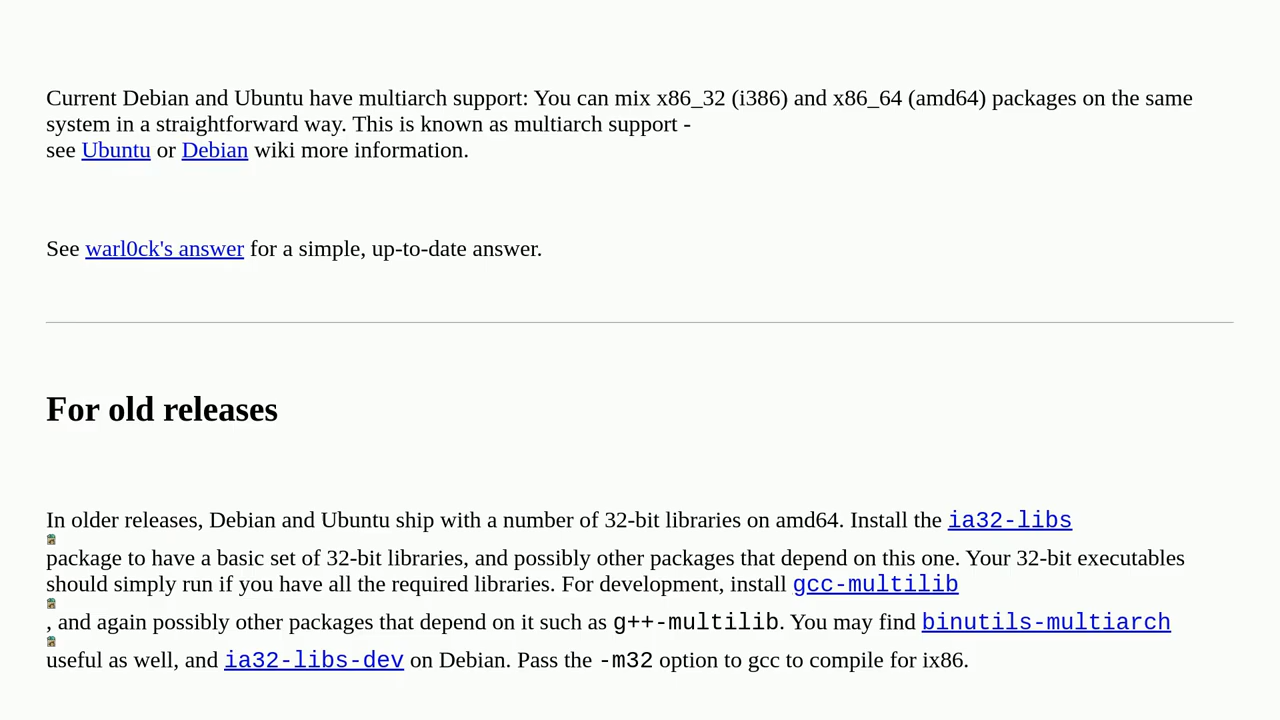 Current Debian and Ubuntu have multiarch support: You can mix x86_32 (i386) and x86_64 (amd64) packages on the same
system in a straightforward way. This is known as multiarch support -
see Ubuntu or Debian wiki more information.
See warl0ck's answer for a simple, up-to-date answer.
For old releases
In older releases, Debian and Ubuntu ship with a number of 32-bit libraries on amd64. Install the ia32-libs
package to have a basic set of 32-bit libraries, and possibly other packages that depend on this one. Your 32-bit executables
should simply run if you have all the required libraries. For development, install gcc-multilib
, and again possibly other packages that depend on it such as g++-multilib. You may find binutils-multiarch
useful as well, and ia32-libs-dev on Debian. Pass the -m32 option to gcc to compile for ix86.